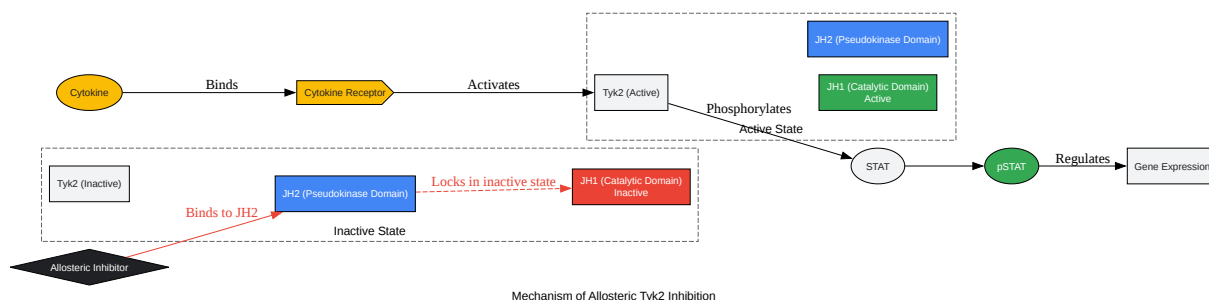 JH2 (Pseudokinase Domain)
Cytokine
Binds
Cytokine Receptor
Activates
Tyk2 (Active)
JH1 (Catalytic Domain)
Active
Phosphorylates
Active State
STAT
pSTAT
Regulates
Gene Expression
Tyk2 (Inactive)
JH2 (Pseudokinase Domain)
Locks in inactive state
JH1 (Catalytic Domain)
Inactive
Binds to JH2
Inactive State
Allosteric Inhibitor
Mechanism of Allosteric Tyk2 Inhibition